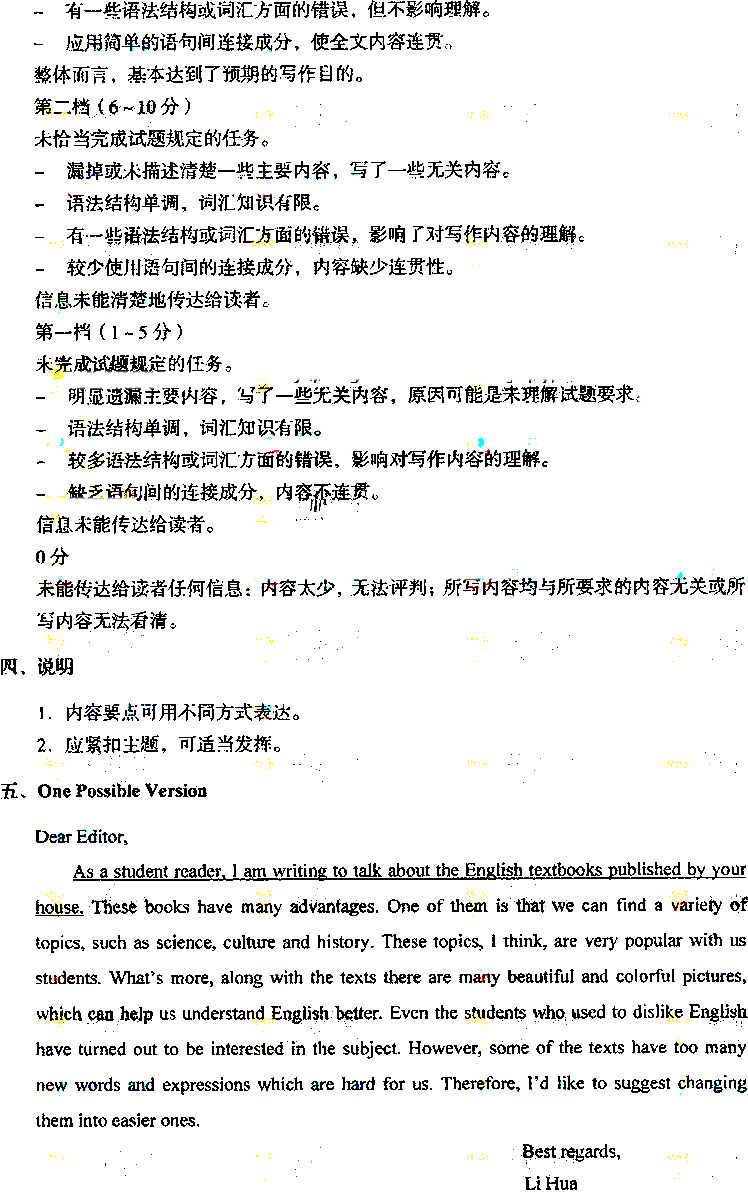 - 有一些语法结构或词汇方面的错误，但不影响理解。
- 应用简单的语句间连接成分，使全文内容连贯。
整体而言，基本达到了预期的写作目的。
第二档（6~10分）
未恰当完成试题规定的任务。
- 漏掉或未描述清楚一些主要内容，写了一些无关内容。
- 语法结构单调，词汇知识有限。
- 有一些语法结构或词汇方面的错误，影响了对写作内容的理解。
- 较少使用语句间的连接成分，内容缺少连贯性。
信息未能清楚地传达给读者。
第一档（1~5分）
未完成试题规定的任务。
- 明显遗漏主要内容，写了一些无关内容，原因可能是未理解试题要求。
- 语法结构单调，词汇知识有限。
- 较多语法结构或词汇方面的错误，影响对写作内容的理解。
- 缺乏语句间的连接成分，内容不连贯。
信息未能传达给读者。
0分
未能传达给读者任何信息：内容太少，无法评判；所写内容均与所要求的内容无关或所
写内容无法看清。
四、说明
1. 内容要点可用不同方式表达。
2. 应紧扣主题，可适当发挥。
五、One Possible Version
Dear Editor,
As a student reader, I am writing to talk about the English textbooks published by your
house. These books have many advantages. One of them is that we can find a variety of
topics, such as science, culture and history. These topics, I think, are very popular with us
students. What's more, along with the texts there are many beautiful and colorful pictures,
which can help us understand English better. Even the students who used to dislike English
have turned out to be interested in the subject. However, some of the texts have too many
new words and expressions which are hard for us. Therefore, I'd like to suggest changing
them into easier ones.
Best regards,
Li Hua